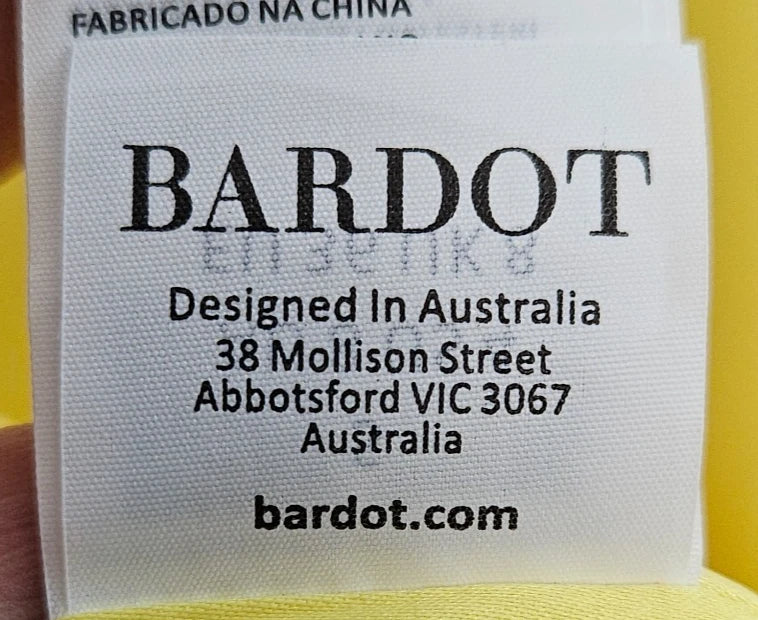 FABRICADO NA CHINA
BARDOT
Designed In Australia
38 Mollison Street
Abbotsford VIC 3067
Australia
bardot.com